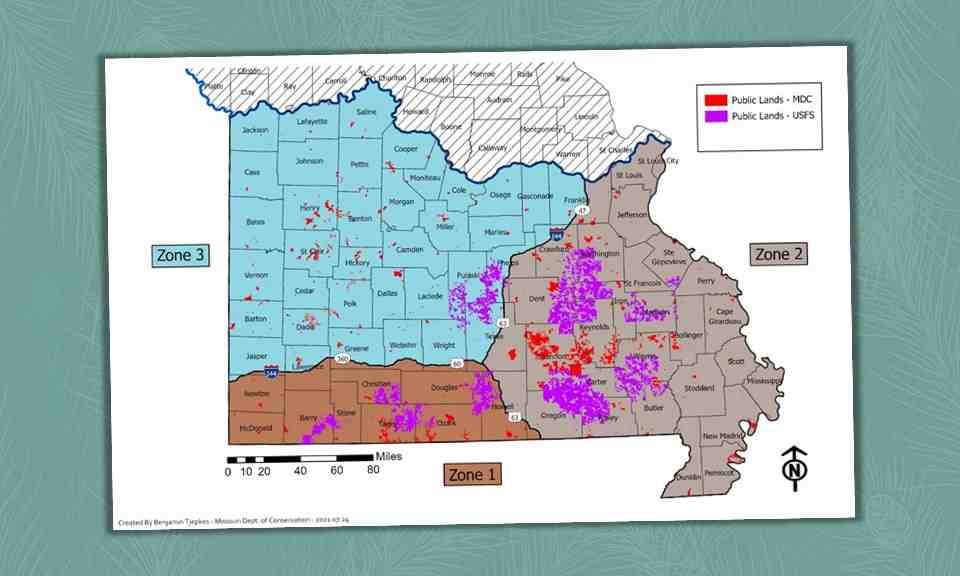 Clinton
Platte
Clay
Ray
Carroll
Chariton
Randolph
Monroe
Ralls
Pike
Audrain
Howard
Boone
Callaway
Montgomery
Lincoln
Warren
St Charles
St Louis City
St Louis
Public Lands - MDC
Public Lands - USFS
Jackson
Lafayette
Saline
Cass
Johnson
Pettis
Cooper
Moniteau
Cole
Osage
Gasconade
Franklin
47
44
Jefferson
Bates
Henry
Benton
Morgan
Miller
Maries
Crawford
Washington
Ste Genevieve
Zone 3
Zone 2
Vernon
St Clair
Hickory
Camden
Pulaski
Phelps
St Francois
Perry
Cedar
Polk
Dallas
Laclede
Dent
Iron
Madison
Cape Girardeau
Barton
Dade
Greene
Webster
Wright
Texas
63
Reynolds
Bollinger
Jasper
Lawrence
360
60
44
Shannon
Wayne
Scott
Mississippi
Newton
Christian
Douglas
Howell
63
Carter
Stoddard
McDonald
Barry
Stone
Taney
Ozark
Oregon
Ripley
Butler
New Madrid
Dunklin
Pemiscot
Miles
0 10 20 40 60 80
Zone 1
N
Created By Benjamin Tjepkes - Missouri Dept. of Conservation - 2021.07.29